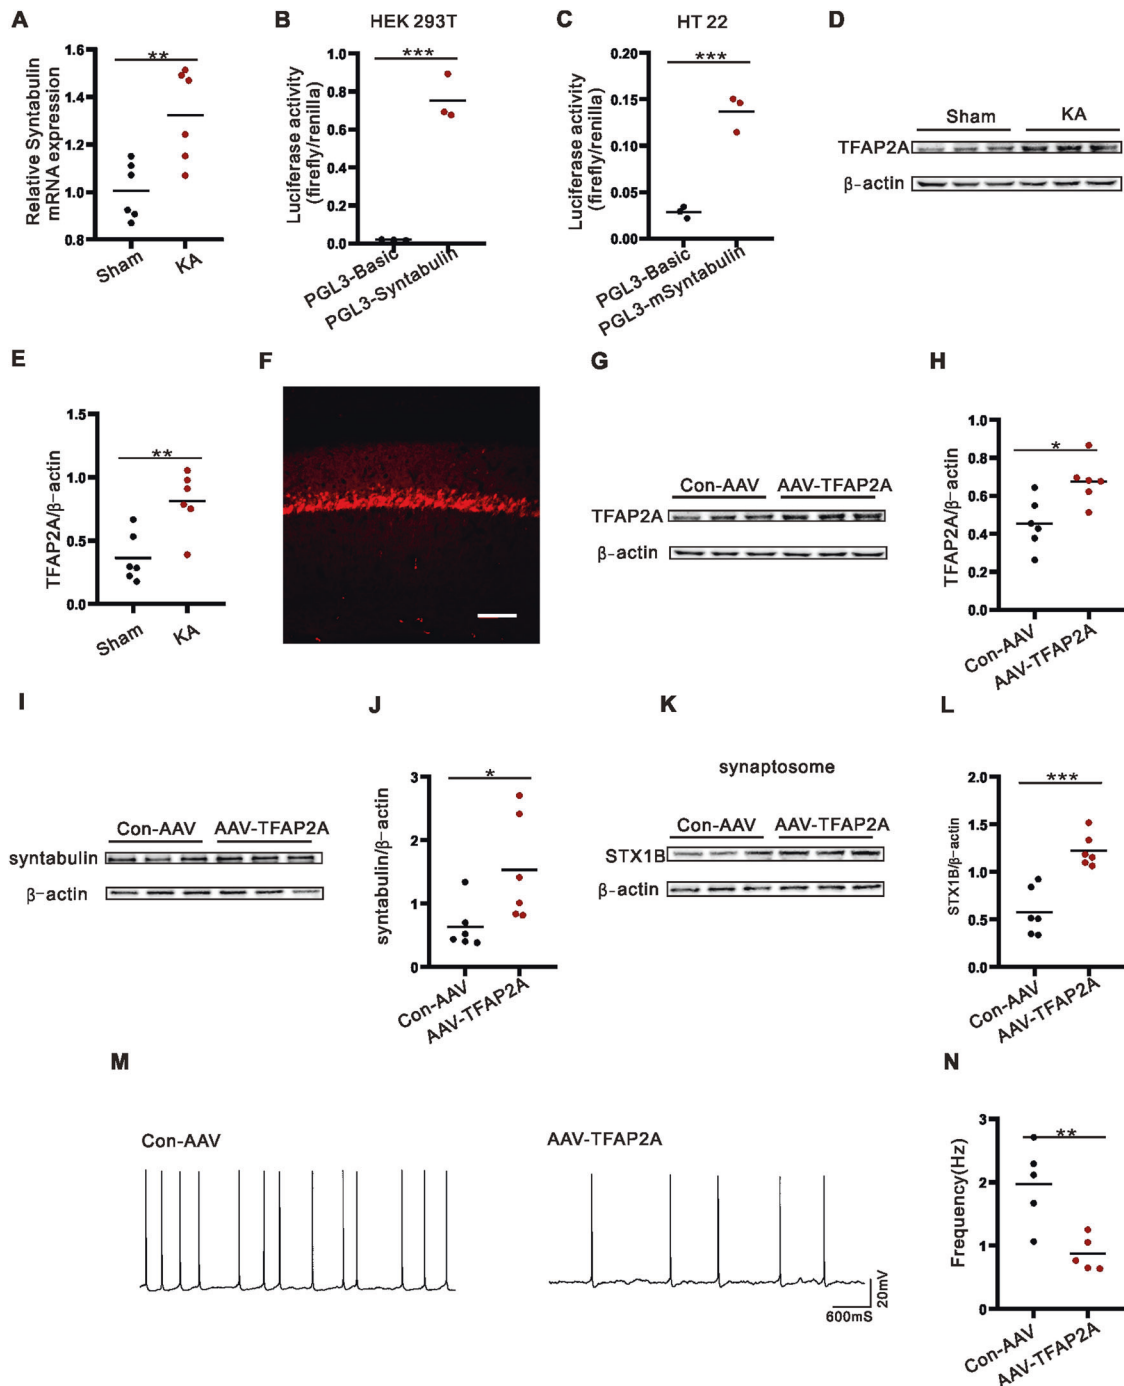 A
Relative Syntabulin
mRNA expression
1.6
1.4
1.2
1.0
0.8
**
Sham
KA
B
HEK 293T
Luciferase activity
(firefly/renilla)
1.0
0.8
0.6
0.4
0.2
0.0
***
PGL3-Basic
PGL3-Syntabulin
C
HT 22
Luciferase activity
(firefly/renilla)
0.20
0.15
0.10
0.05
0.00
***
PGL3-Basic
PGL3-mSyntabulin
D
Sham KA
TFAP2A
β-actin
E
TFAP2A/β-actin
1.5
1.0
0.5
0.0
**
Sham
KA
F
G
Con-AAV AAV-TFAP2A
TFAP2A
β-actin
H
TFAP2A/β-actin
1.0
0.8
0.6
0.4
0.2
0.0
*
Con-AAV
AAV-TFAP2A
I
Con-AAV AAV-TFAP2A
syntabulin
β-actin
J
syntabulin/β-actin
3
2
1
0
*
Con-AAV
AAV-TFAP2A
K
synaptosome
Con-AAV AAV-TFAP2A
STX1B
β-actin
L
STX1B/β-actin
2.0
1.5
1.0
0.5
0.0
***
Con-AAV
AAV-TFAP2A
M
Con-AAV
AAV-TFAP2A
20mV
600mS
N
Frequency(Hz)
3
2
1
0
**
Con-AAV
AAV-TFAP2A